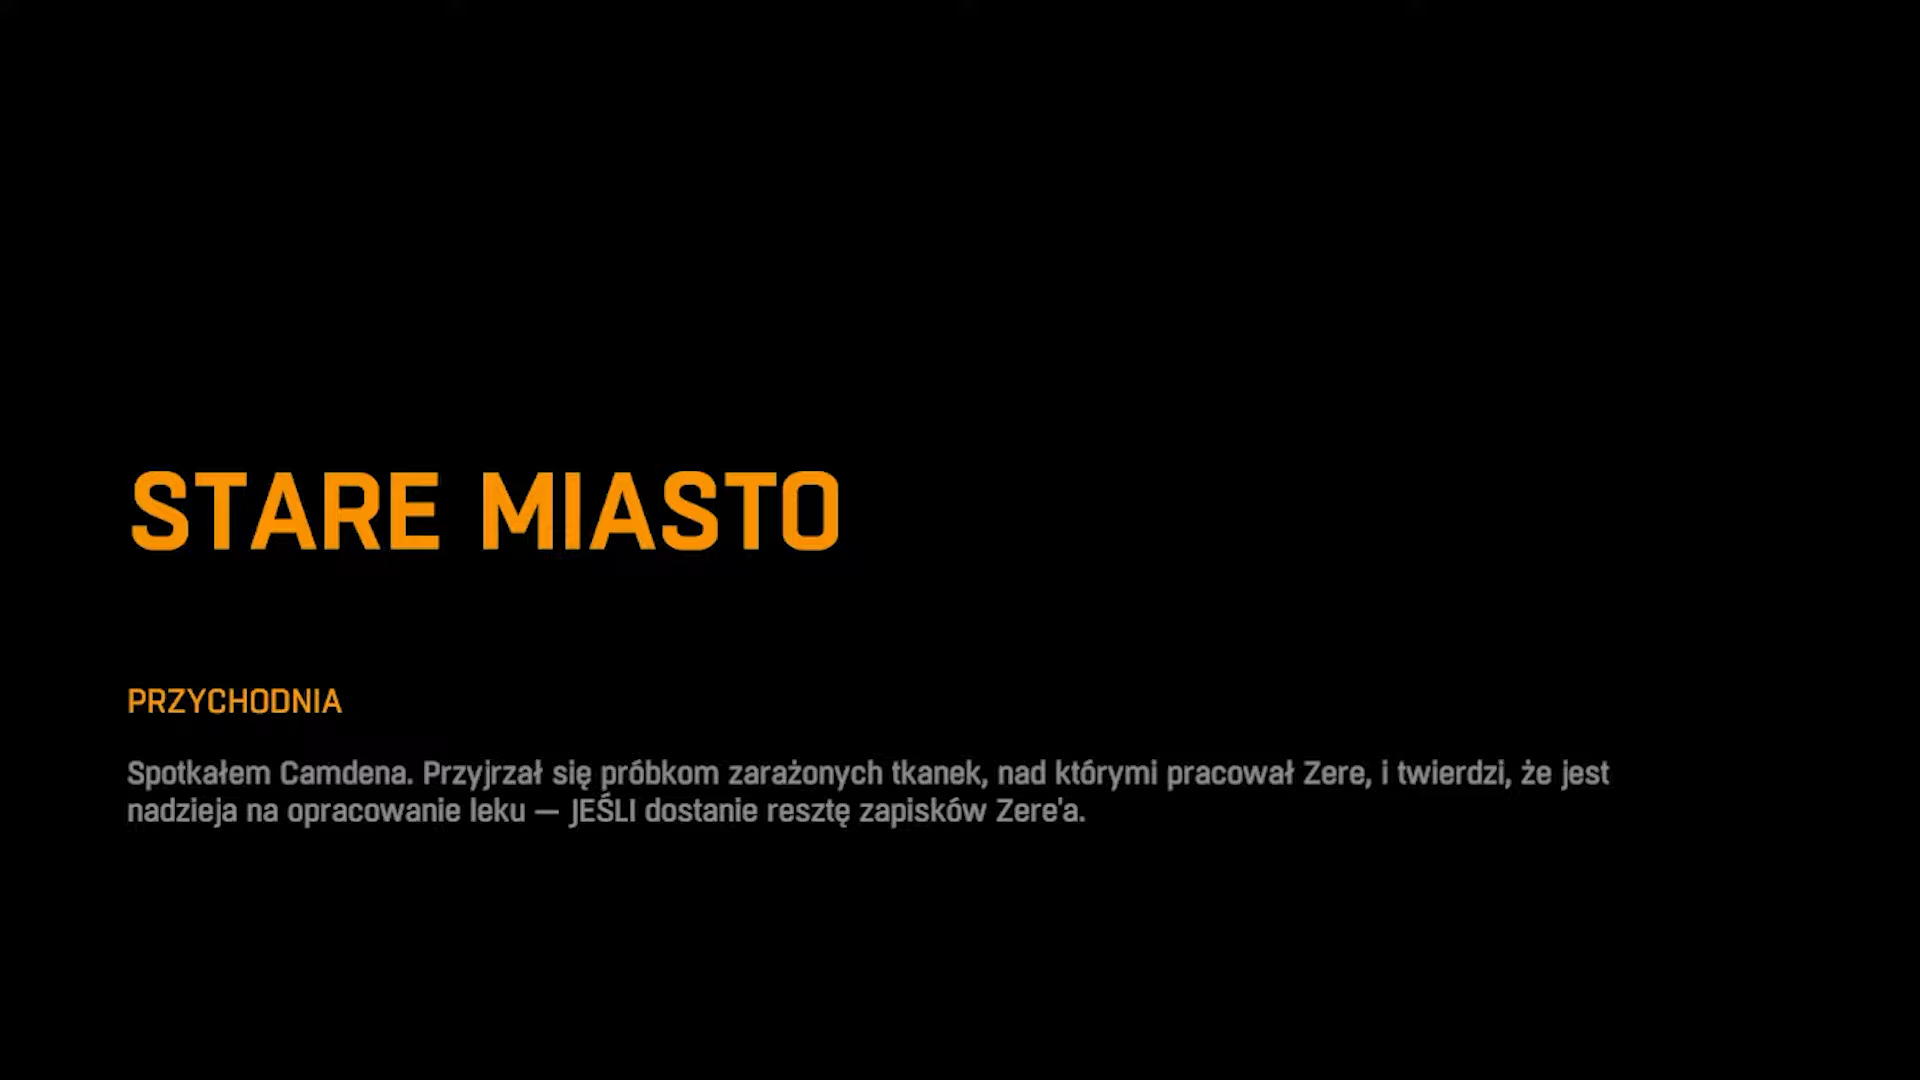 STARE MIASTO
PRZYCHODNIA
Spotkałem Camdena. Przyjrzał się próbkom zarażonych tkanek, nad którymi pracował Zere, i twierdzi, że jest
nadzieja na opracowanie leku — JEŚLI dostanie resztę zapisków Zere'a.